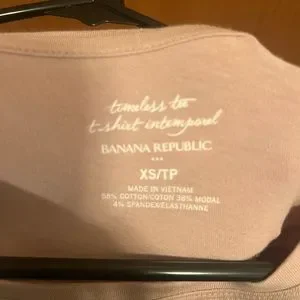 timeless tee
t-shirt intemporel
BANANA REPUBLIC
XS/TP
MADE IN VIETNAM
58% COTTON/COTON 38% MODAL
4% SPANDEX/ELASTHANNE